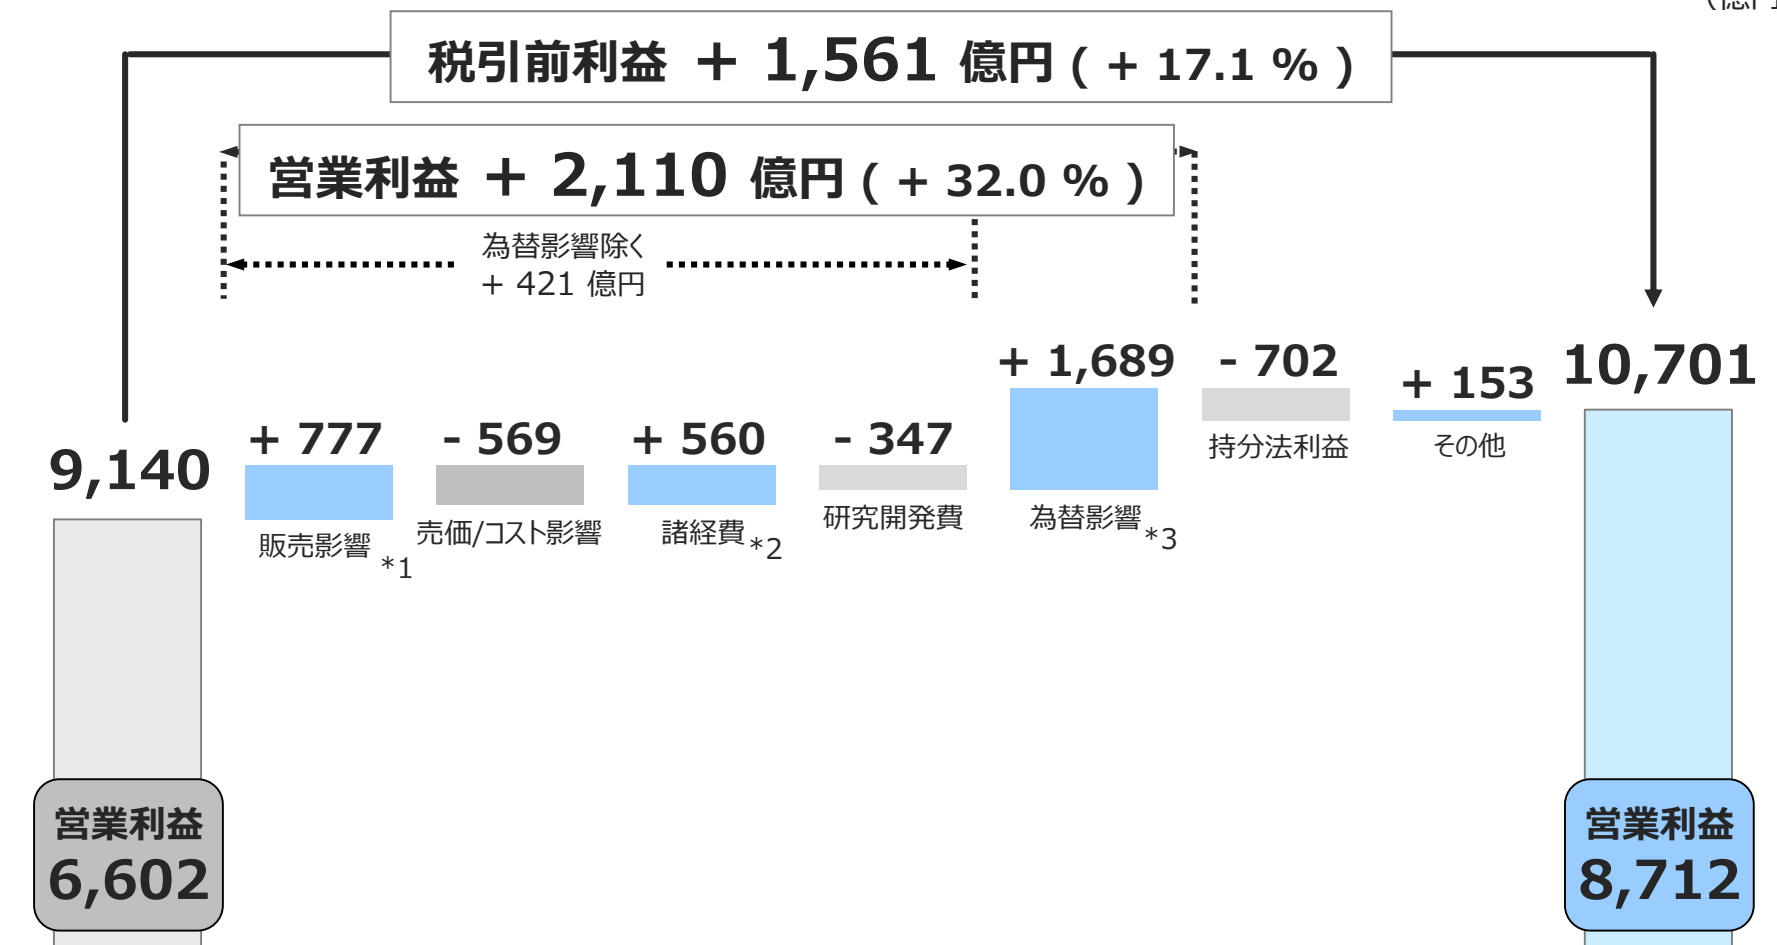 税引前利益 + 1,561 億円 ( + 17.1 % )
営業利益 + 2,110 億円 ( + 32.0 % )
為替影響除く
+ 421 億円
9,140
+ 777
販売影響 *1
- 569
売価/コスト影響
+ 560
諸経費 *2
- 347
研究開発費
+ 1,689
為替影響 *3
- 702
持分法利益
+ 153
その他
10,701
営業利益
6,602
営業利益
8,712